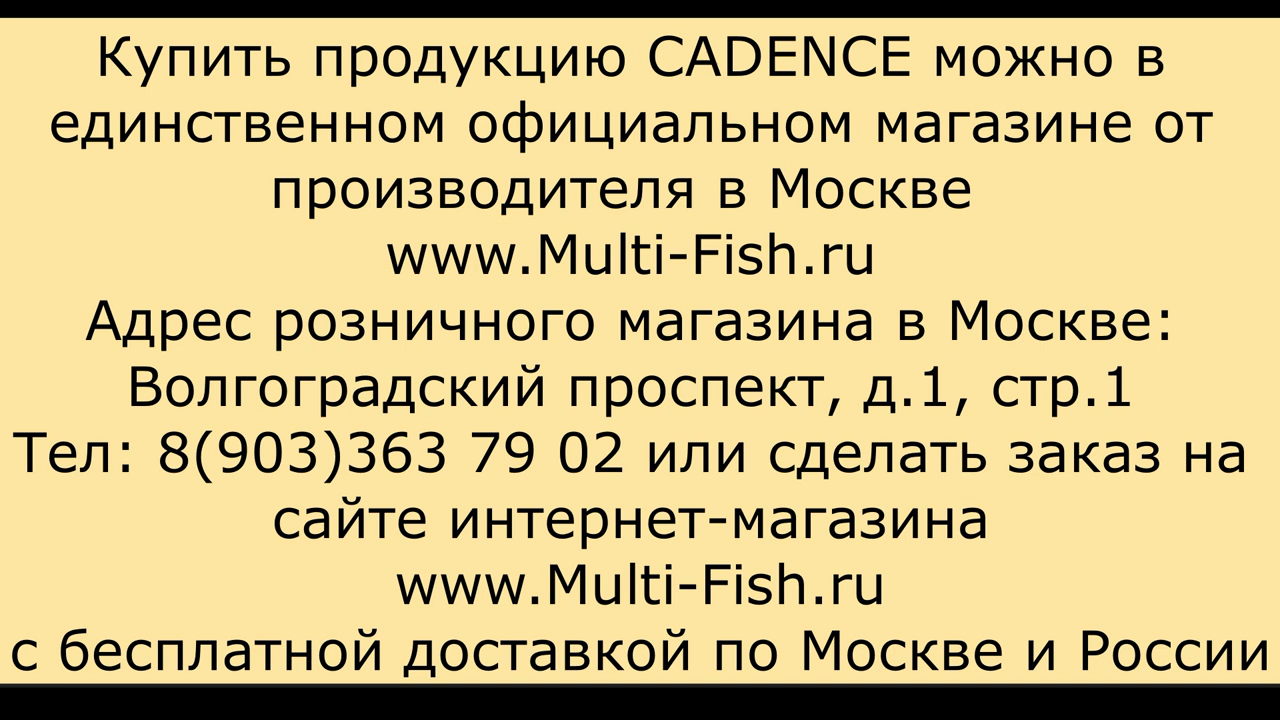 Купить продукцию CADENCE можно в
единственном официальном магазине от
производителя в Москве
www.Multi-Fish.ru
Адрес розничного магазина в Москве:
Волгоградский проспект, д.1, стр.1
Тел: 8(903)363 79 02 или сделать заказ на
сайте интернет-магазина
www.Multi-Fish.ru
с бесплатной доставкой по Москве и России